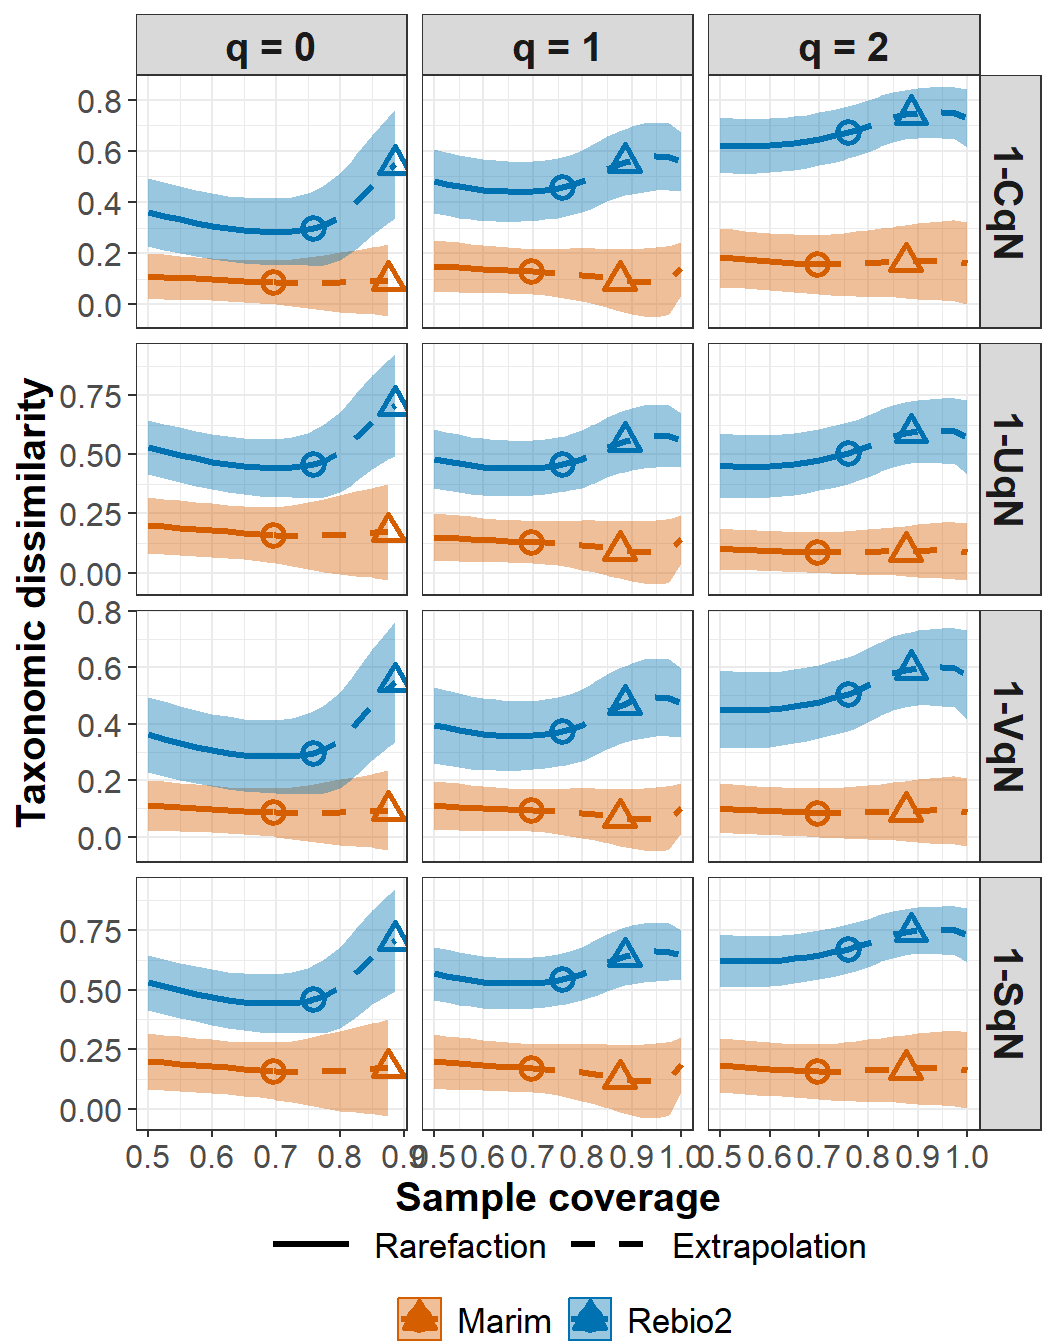 q = 0 q = 1 q = 2
0.8
0.6
0.4
0.2
0.0
1-CqN
Taxonomic dissimilarity
0.75
0.50
0.25
0.00
1-UqN
0.8
0.6
0.4
0.2
0.0
1-VqN
0.75
0.50
0.25
0.00
1-SqN
0.5 0.6 0.7 0.8 0.9 0.5 0.6 0.7 0.8 0.9 1.0 0.5 0.6 0.7 0.8 0.9 1.0
Sample coverage
Rarefaction Extrapolation
Marim Rebio2